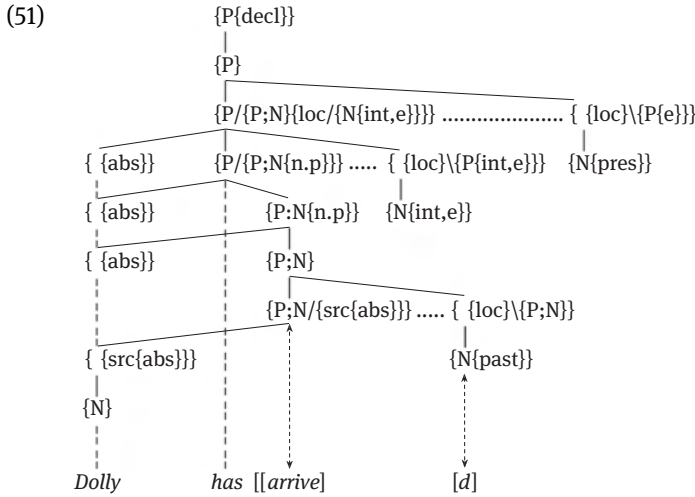 (51) {P{decl}}
{P}
{P/{P;N}{loc/{N{int,e}}}} ..................... { {loc}\{P{e}}}
{ {abs}} {P/{P;N{n.p}}} ..... { {loc}\{P{int,e}}} {N{pres}}
{ {abs}} {P:N{n.p}} {N{int,e}}
{ {abs}} {P;N}
{P;N/{src{abs}}} ..... { {loc}\{P;N}}
{ {src{abs}}} {N{past}}
{N}
Dolly has [[arrive] [d]